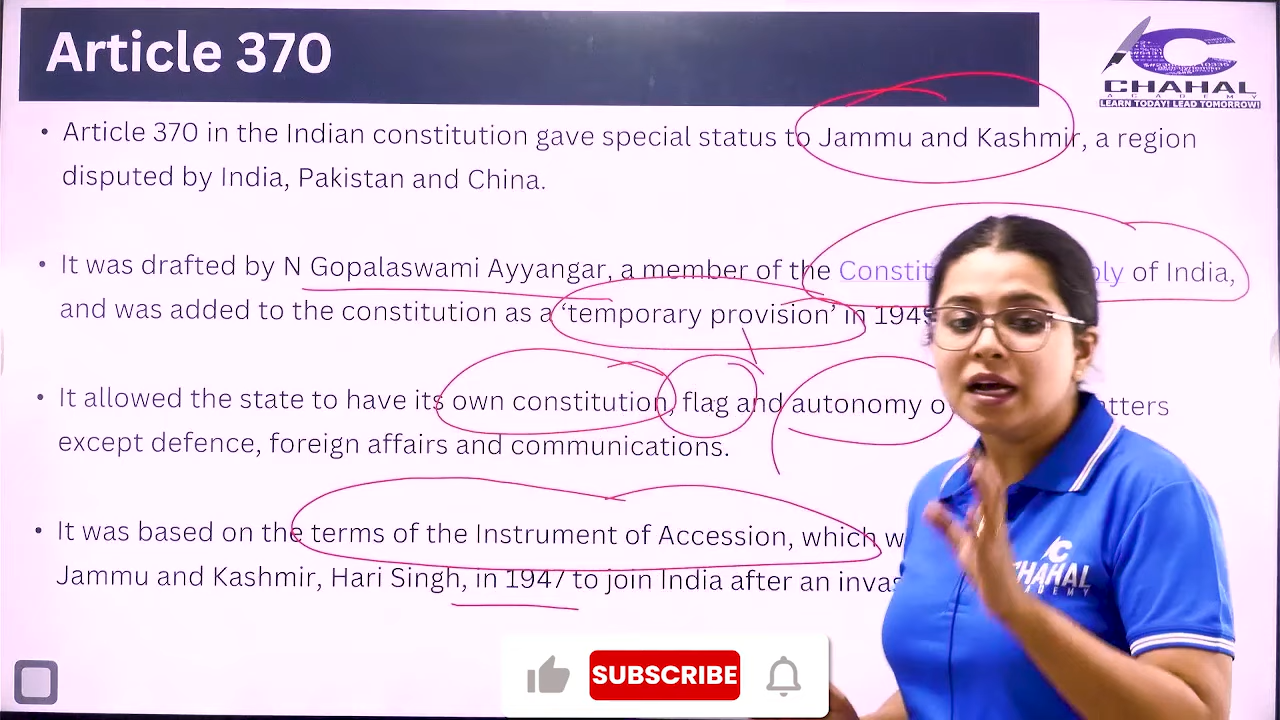 Article 370
CHAHAL
ACADEMY
LEARN TODAY! LEAD TOMORROW!
• Article 370 in the Indian constitution gave special status to Jammu and Kashmir, a region
disputed by India, Pakistan and China.
• It was drafted by N Gopalaswami Ayyangar, a member of the of India,
and was added to the constitution as a ‘temporary provision’ in 1949
• It allowed the state to have its own constitution, flag and autonomy
except defence, foreign affairs and communications.
• It was based on the terms of the Instrument of Accession, which
Jammu and Kashmir, Hari Singh, in 1947 to join India after an
CHAHAL
ACADEMY
SUBSCRIBE